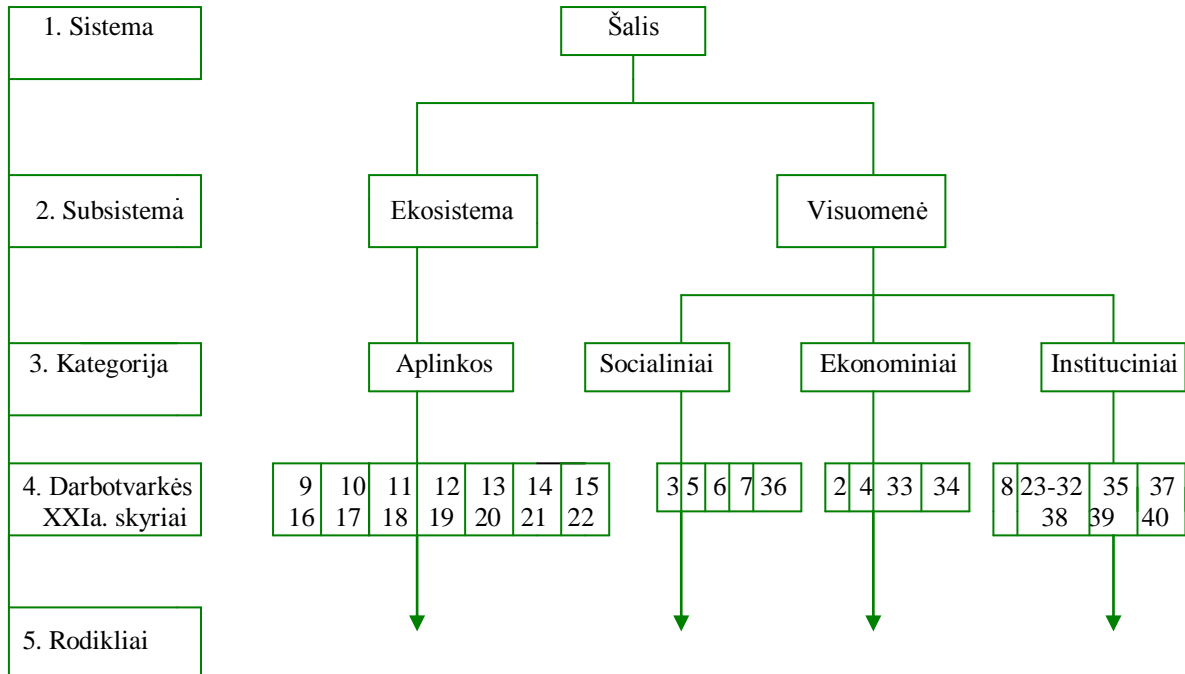 1. Sistema
Šalis
2. Subsistema
Ekosistema
Visuomenė
3. Kategorija
Aplinkos
Socialiniai
Ekonominiai
Instituciniai
4. Darbotvarkės
XXIa. skyriai
9 10 11 12 13 14 15
16 17 18 19 20 21 22
3 5 6 7 36
2 4 33 34
8 23-32 35 37
38 39 40
5. Rodikliai